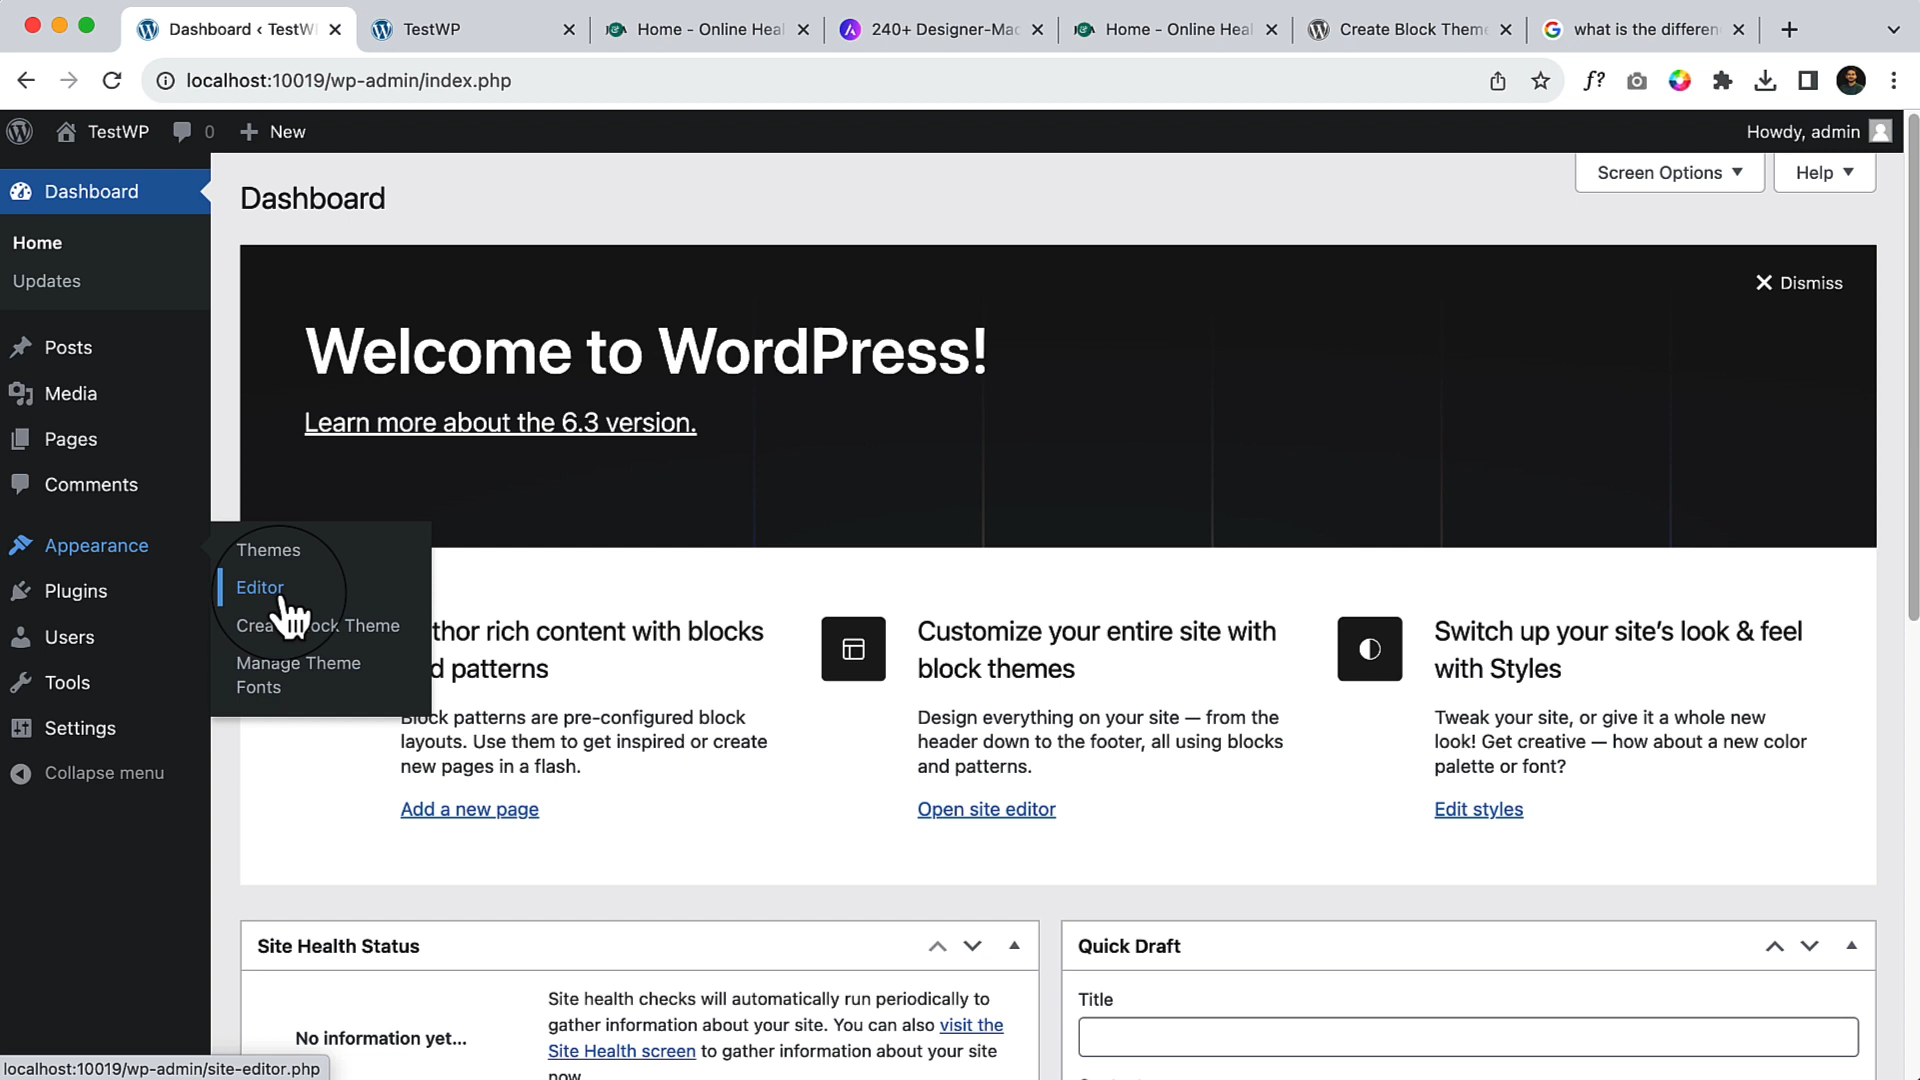 Dashboard ‹ TestW
TestWP
Home - Online Heal
240+ Designer-Mad
Home - Online Heal
Create Block Theme
what is the differen
localhost:10019/wp-admin/index.php
f?
TestWP
0
New
Howdy, admin
Dashboard
Home
Updates
Posts
Media
Pages
Comments
Appearance
Plugins
Users
Tools
Settings
Collapse menu
Themes
Editor
Crea ock Theme
Manage Theme
Fonts
Dashboard
Screen Options
Help
Dismiss
Welcome to WordPress!
Learn more about the 6.3 version.
thor rich content with blocks
d patterns
Block patterns are pre-configured block
layouts. Use them to get inspired or create
new pages in a flash.
Add a new page
Customize your entire site with
block themes
Design everything on your site — from the
header down to the footer, all using blocks
and patterns.
Open site editor
Switch up your site’s look & feel
with Styles
Tweak your site, or give it a whole new
look! Get creative — how about a new color
palette or font?
Edit styles
Site Health Status
No information yet...
Site health checks will automatically run periodically to
gather information about your site. You can also visit the
Site Health screen to gather information about your site
now.
Quick Draft
Title
localhost:10019/wp-admin/site-editor.php